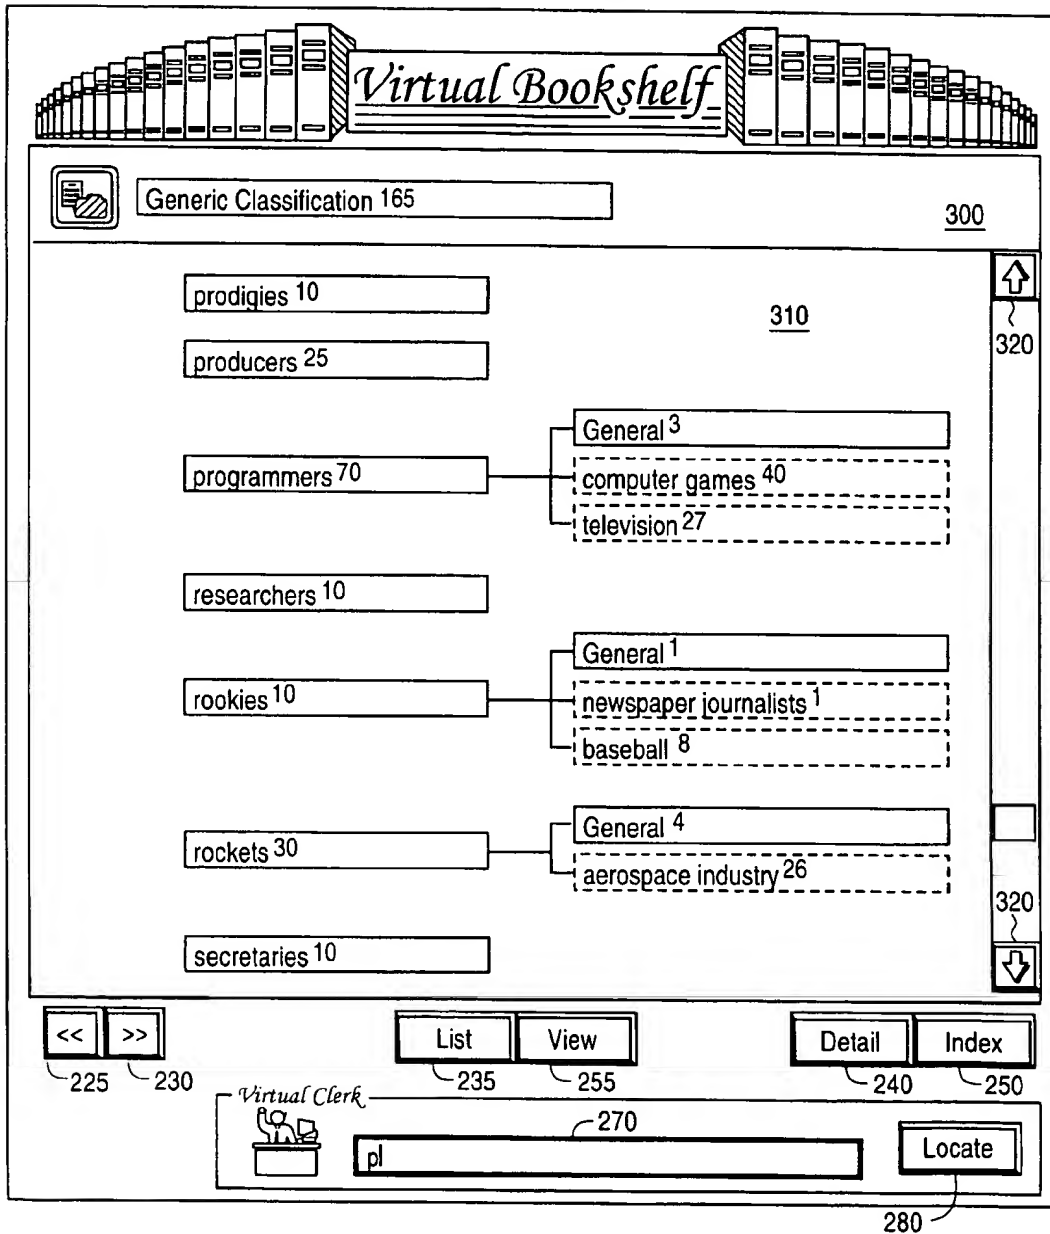 Virtual Bookshelf
Generic Classification 165
300
prodigies 10
310
320
producers 25
General 3
programmers 70
computer games 40
television 27
researchers 10
General 1
rookies 10
newspaper journalists 1
baseball 8
General 4
rockets 30
aerospace industry 26
320
secretaries 10
<< >> List View Detail Index
225 230 235 255 240 250
Virtual Clerk
270
pl Locate
280